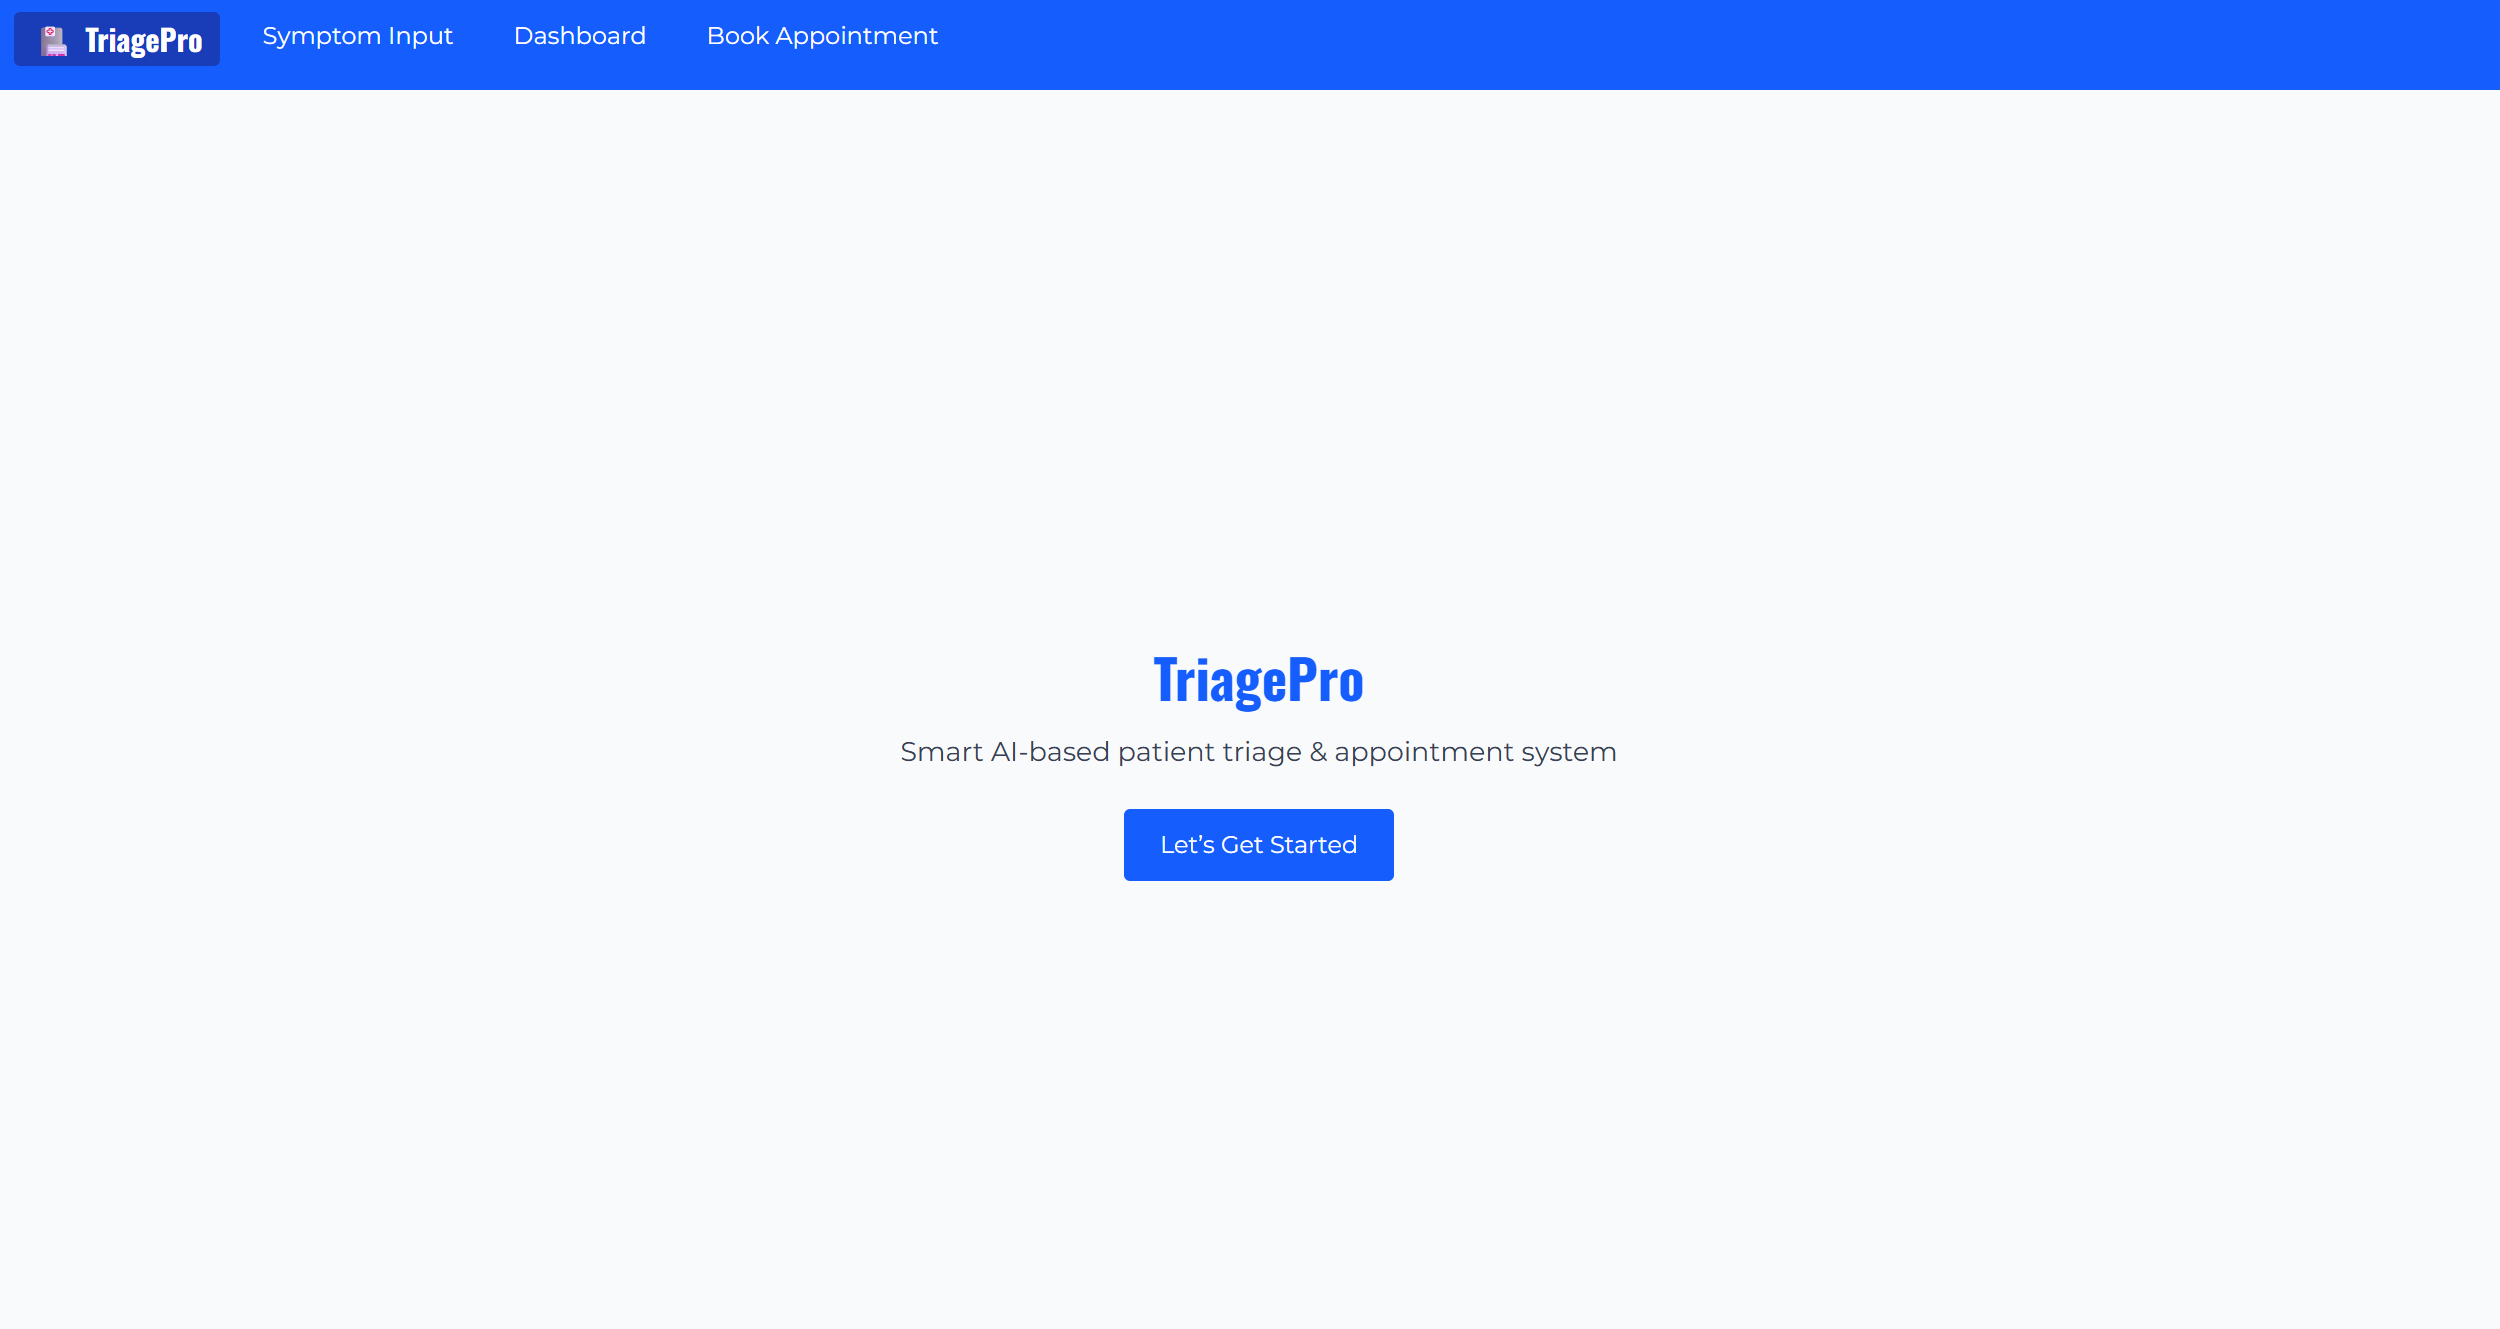 TriagePro Symptom Input Dashboard Book Appointment
TriagePro
Smart AI-based patient triage & appointment system
Let’s Get Started